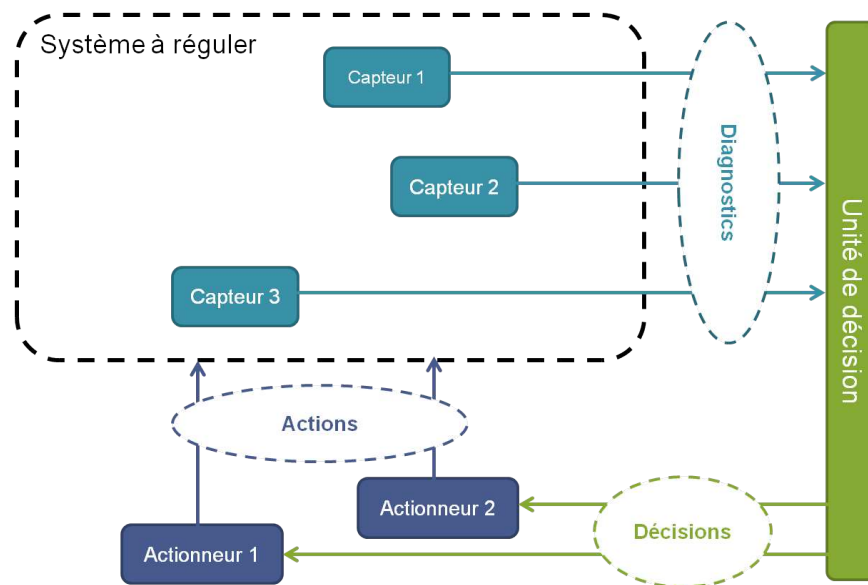 Système à réguler
Capteur 1
Capteur 2
Capteur 3
Diagnostics
Unité de décision
Actions
Actionneur 2
Actionneur 1
Décisions